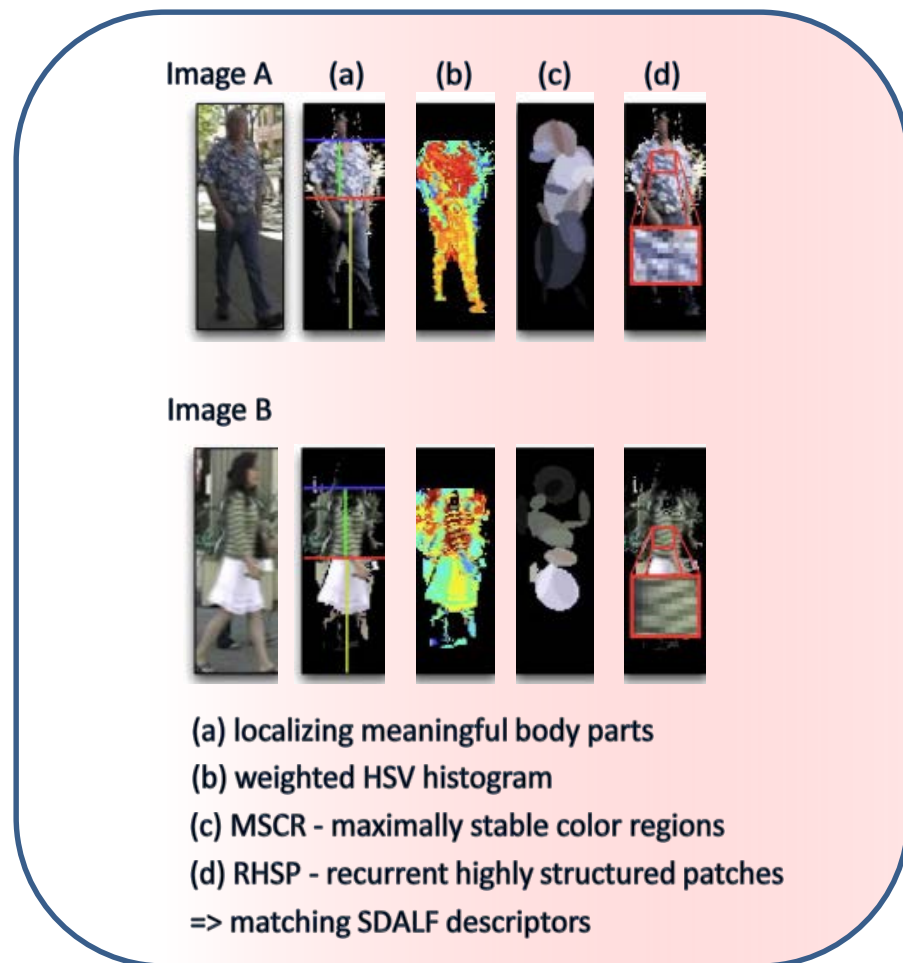 Image A (a) (b) (c) (d)
Image B
(a) localizing meaningful body parts
(b) weighted HSV histogram
(c) MSCR - maximally stable color regions
(d) RHSP - recurrent highly structured patches
=> matching SDALF descriptors